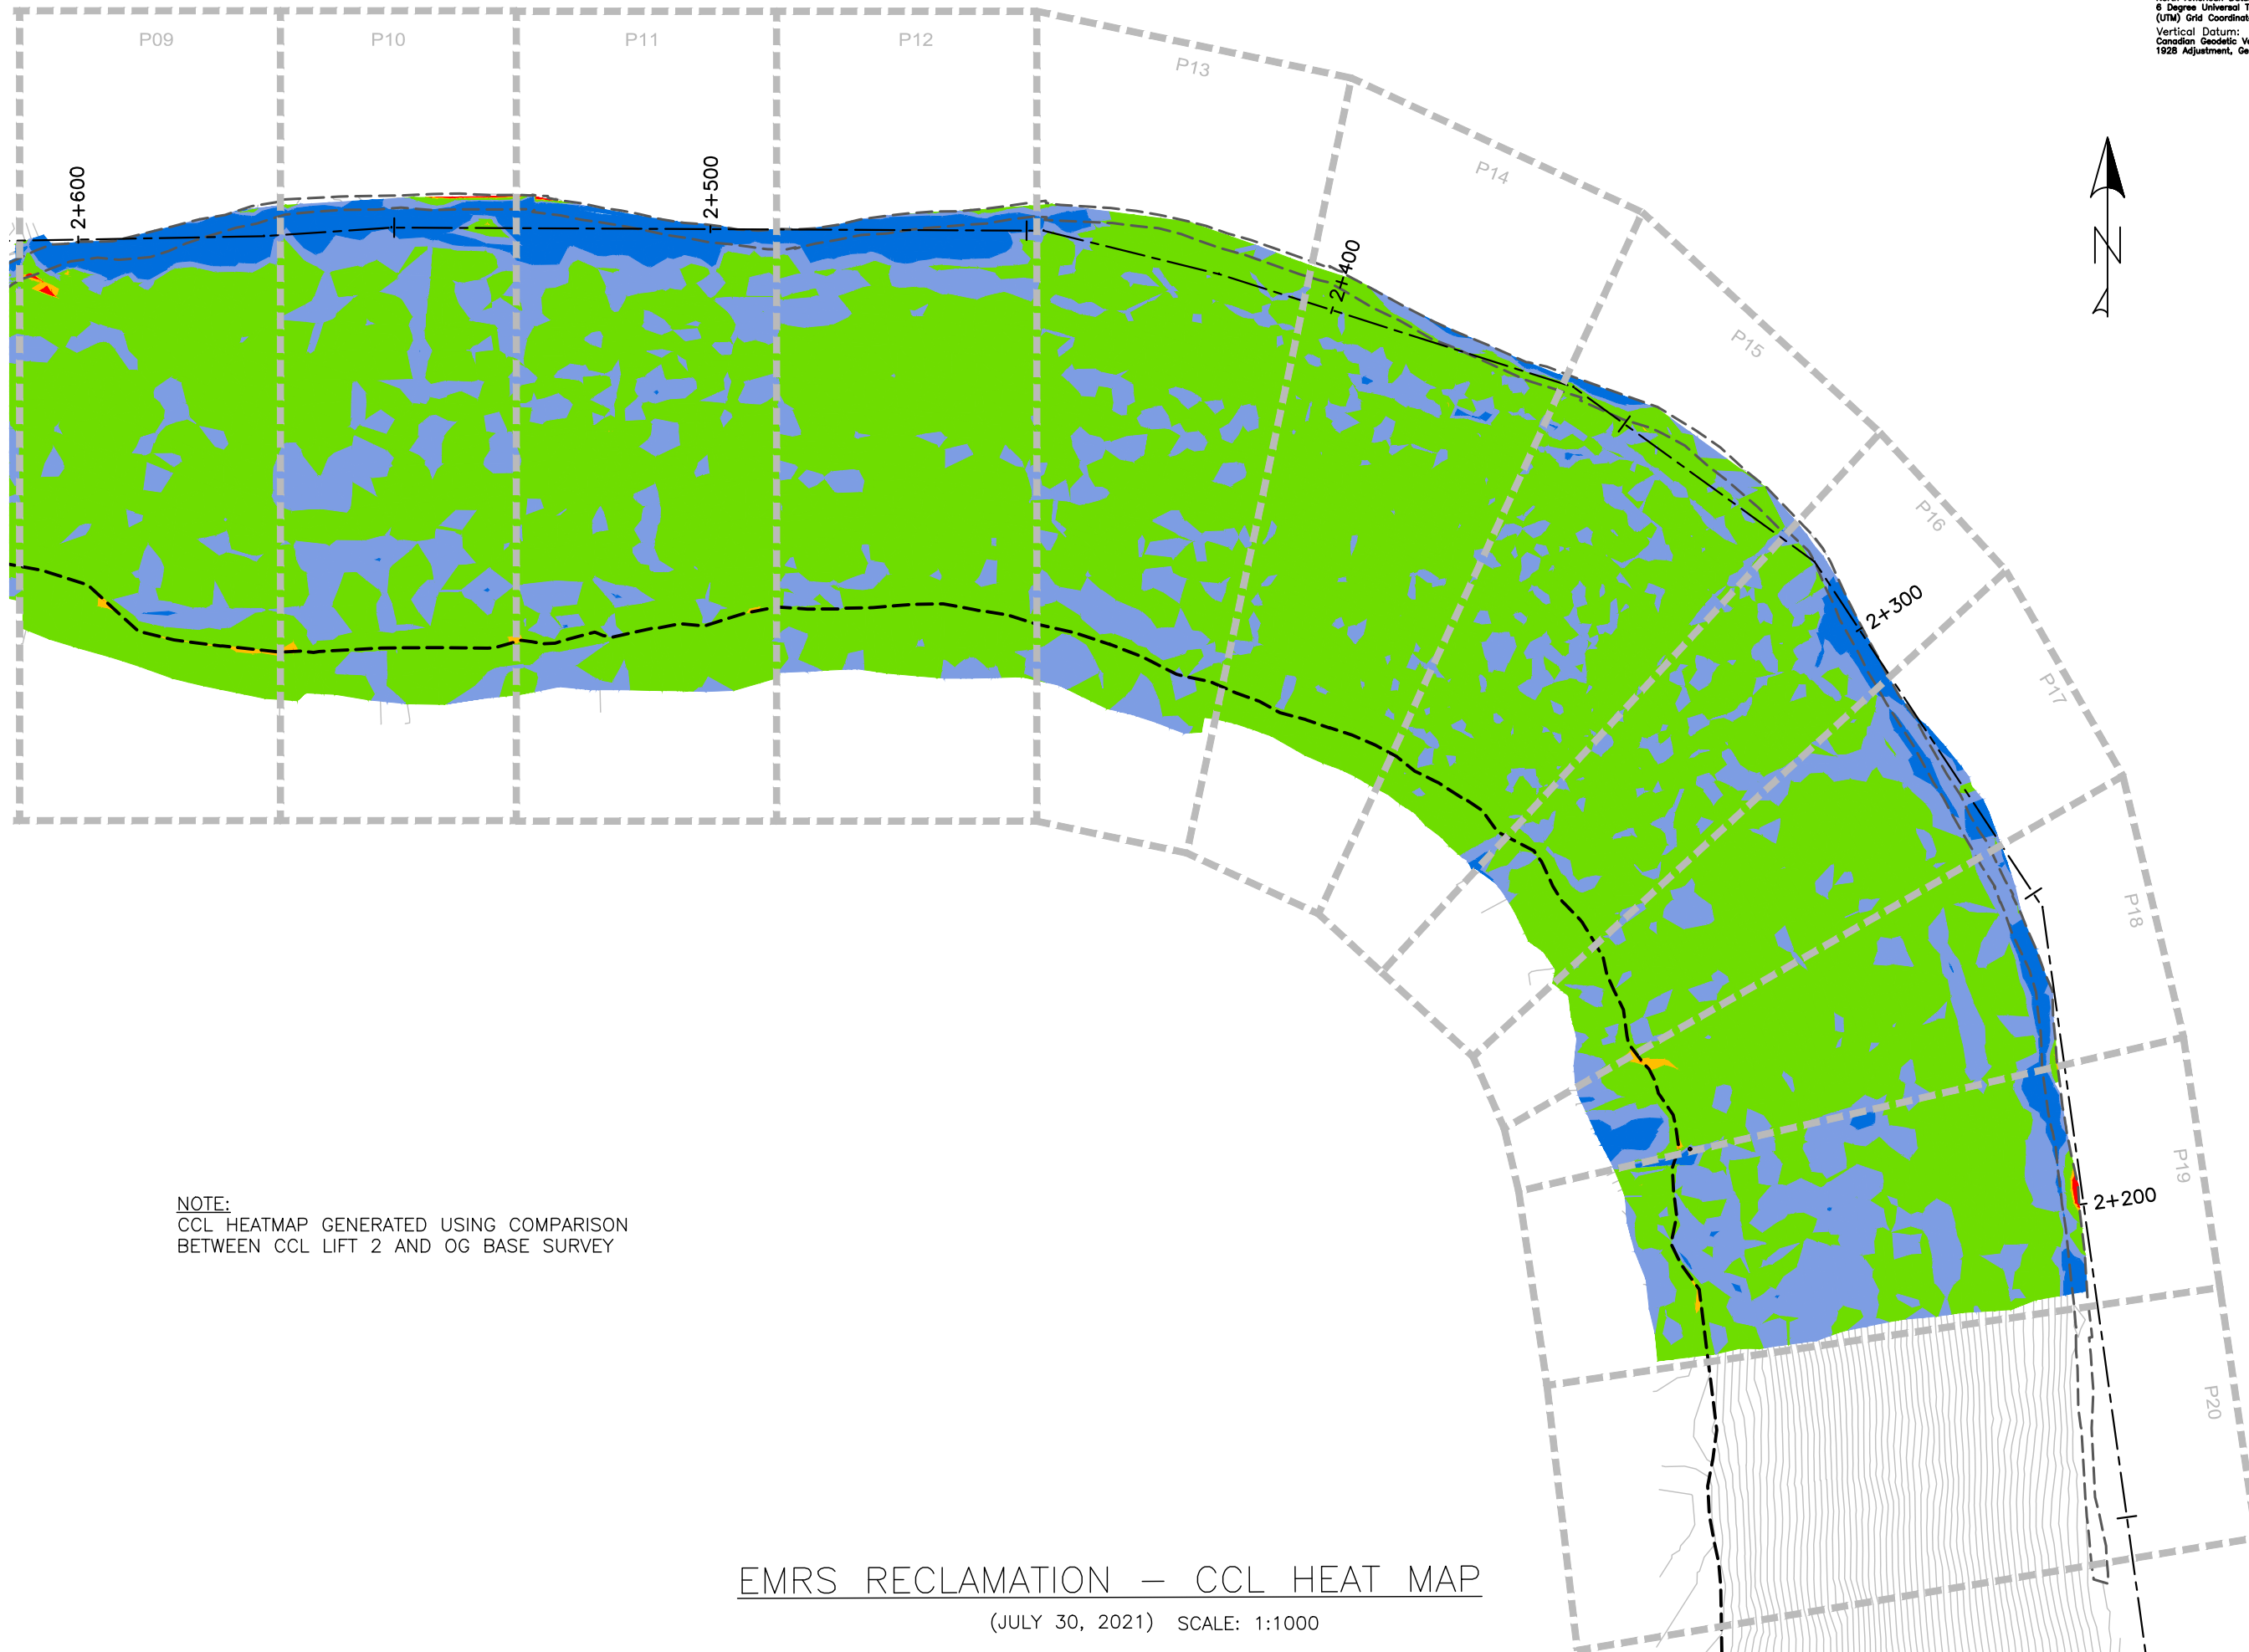 6 Degree Universal T
(UTM) Grid Coordinat
Vertical Datum:
Canadian Geodetic Ve
1928 Adjustment, Ge
P09
P10
P11
P12
P13
P14
P15
P16
P17
P18
P19
P20
2+600
2+500
2+400
2+300
2+200
N
NOTE:
CCL HEATMAP GENERATED USING COMPARISON
BETWEEN CCL LIFT 2 AND OG BASE SURVEY
EMRS RECLAMATION – CCL HEAT MAP
(JULY 30, 2021) SCALE: 1:1000